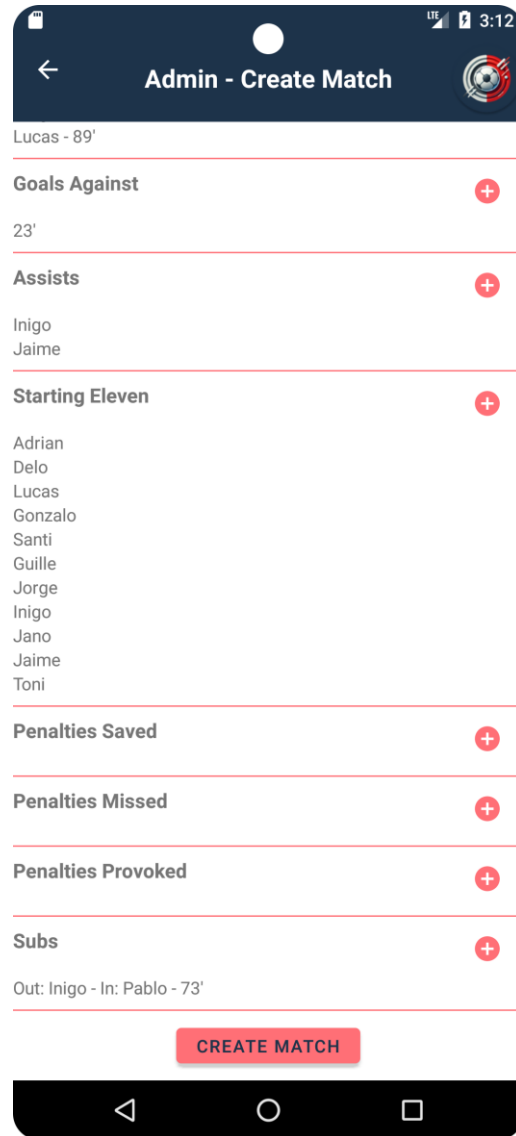 LTE 3:12
Admin - Create Match
Lucas - 89'
Goals Against
23'
Assists
Inigo
Jaime
Starting Eleven
Adrian
Delo
Lucas
Gonzalo
Santi
Guille
Jorge
Inigo
Jano
Jaime
Toni
Penalties Saved
Penalties Missed
Penalties Provoked
Subs
Out: Inigo - In: Pablo - 73'
CREATE MATCH